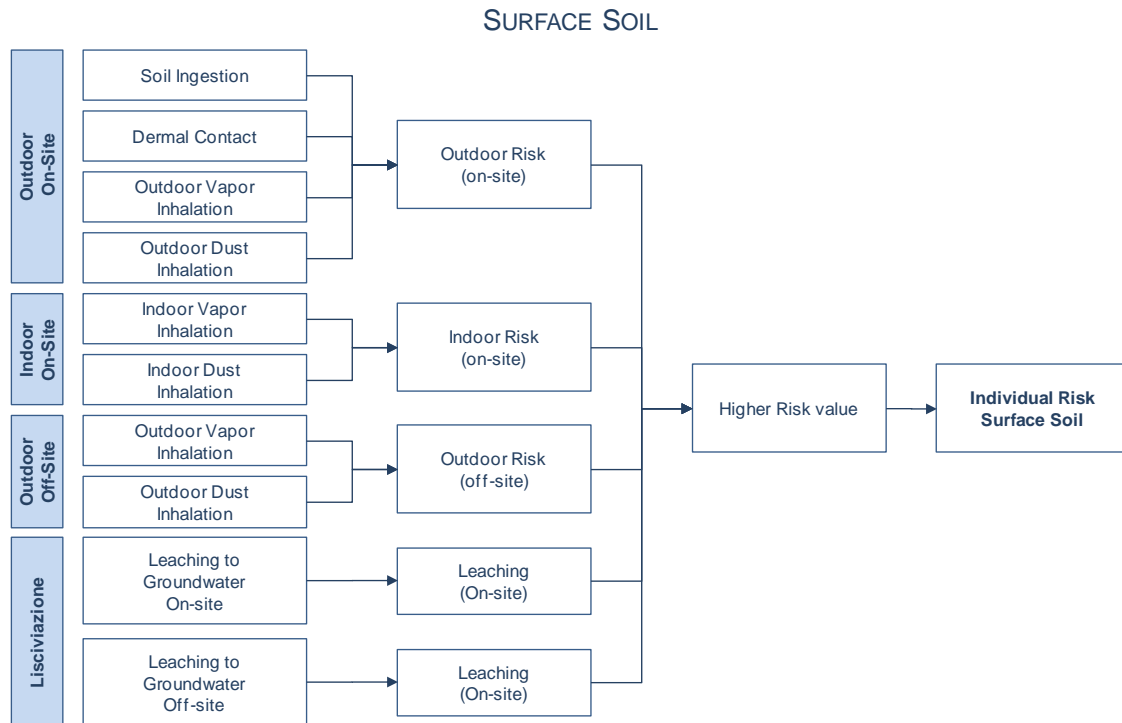 SURFACE SOIL
Outdoor
On-Site
Soil Ingestion
Dermal Contact
Outdoor Vapor
Inhalation
Outdoor Dust
Inhalation
Outdoor Risk
(on-site)
Indoor
On-Site
Indoor Vapor
Inhalation
Indoor Dust
Inhalation
Indoor Risk
(on-site)
Outdoor
Off-Site
Outdoor Vapor
Inhalation
Outdoor Dust
Inhalation
Outdoor Risk
(off-site)
Lisciviazione
Leaching to
Groundwater
On-site
Leaching
(On-site)
Leaching to
Groundwater
Off-site
Leaching
(On-site)
Higher Risk value
Individual Risk
Surface Soil